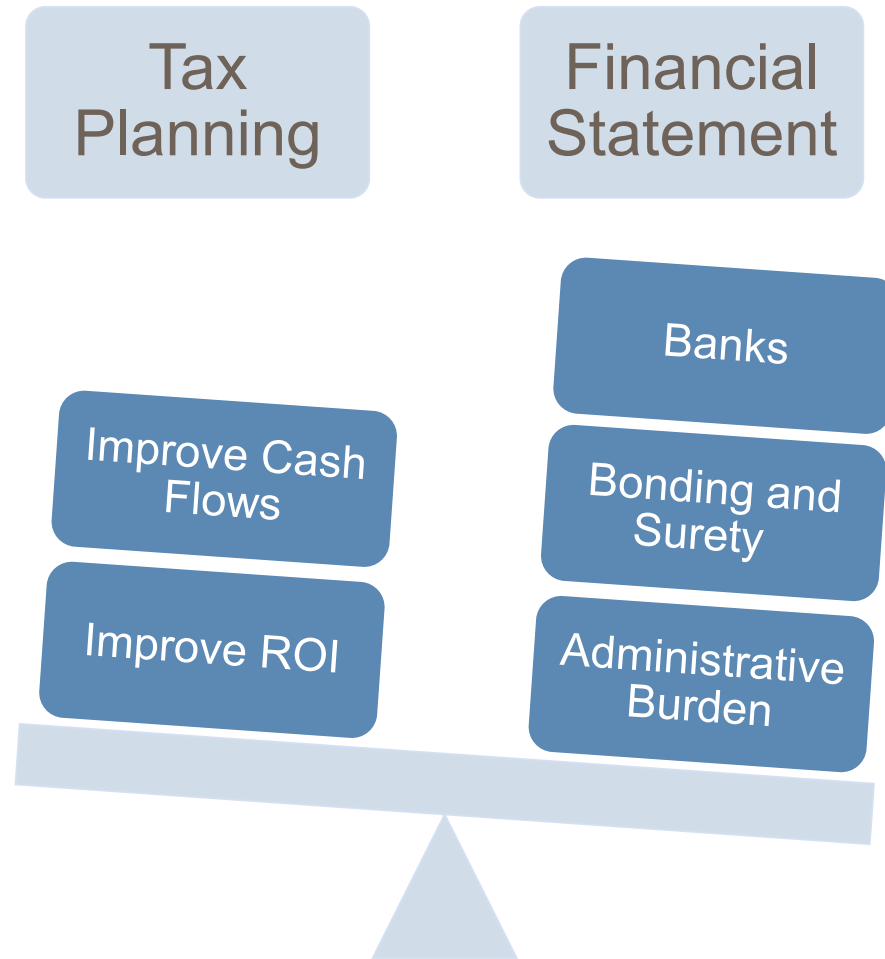 Tax
Planning
Financial
Statement
Banks
Improve Cash
Flows
Bonding and
Surety
Improve ROI
Administrative
Burden